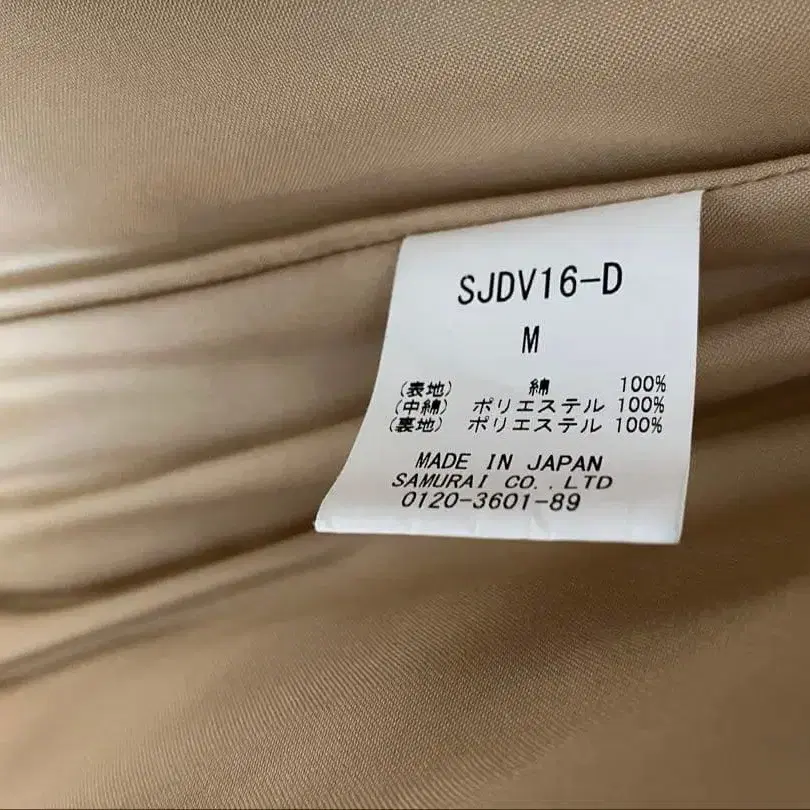 SJDV16-D
M
(表地) 綿 100%
(中綿) ポリエステル 100%
(裏地) ポリエステル 100%
MADE IN JAPAN
SAMURAI CO.,LTD
0120-3601-89